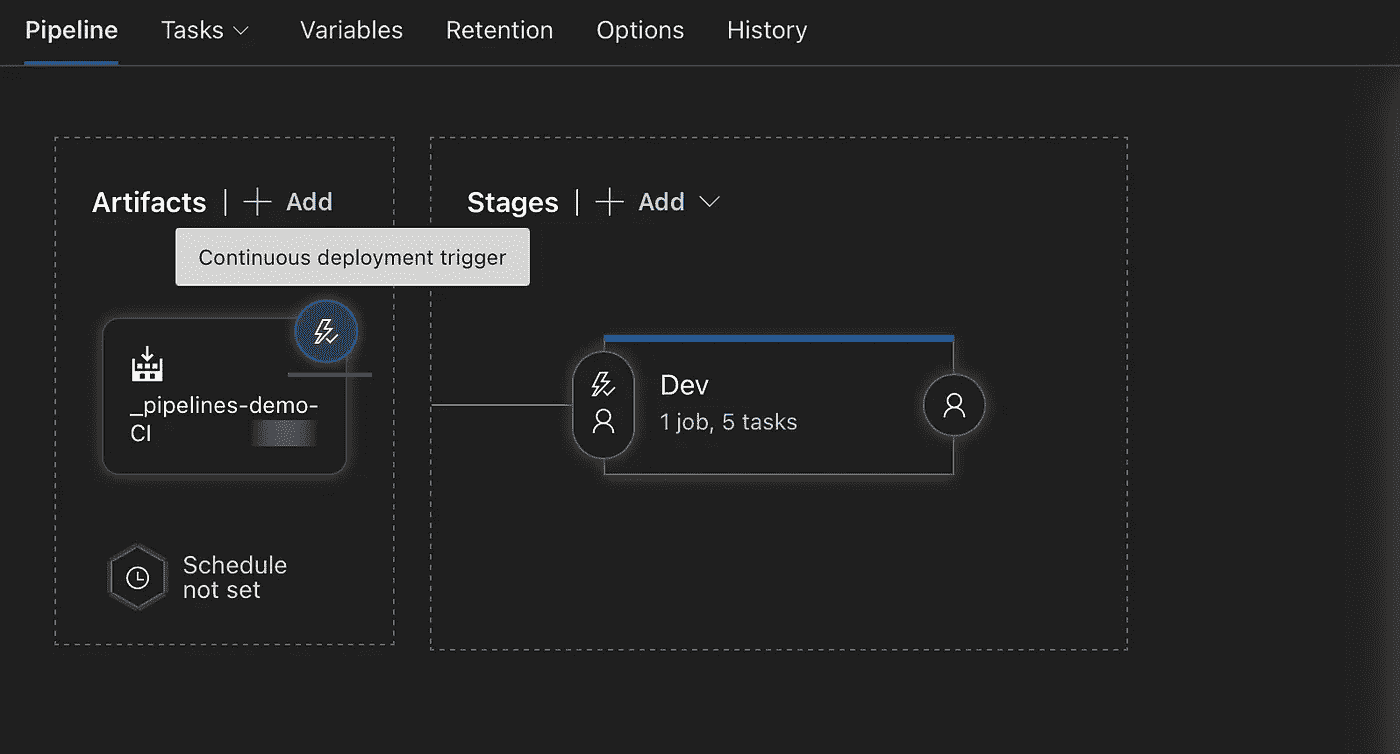 Pipeline Tasks Variables Retention Options History
Artifacts | + Add
Stages | + Add
Continuous deployment trigger
_pipelines-demo-
CI
Dev
1 job, 5 tasks
Schedule
not set